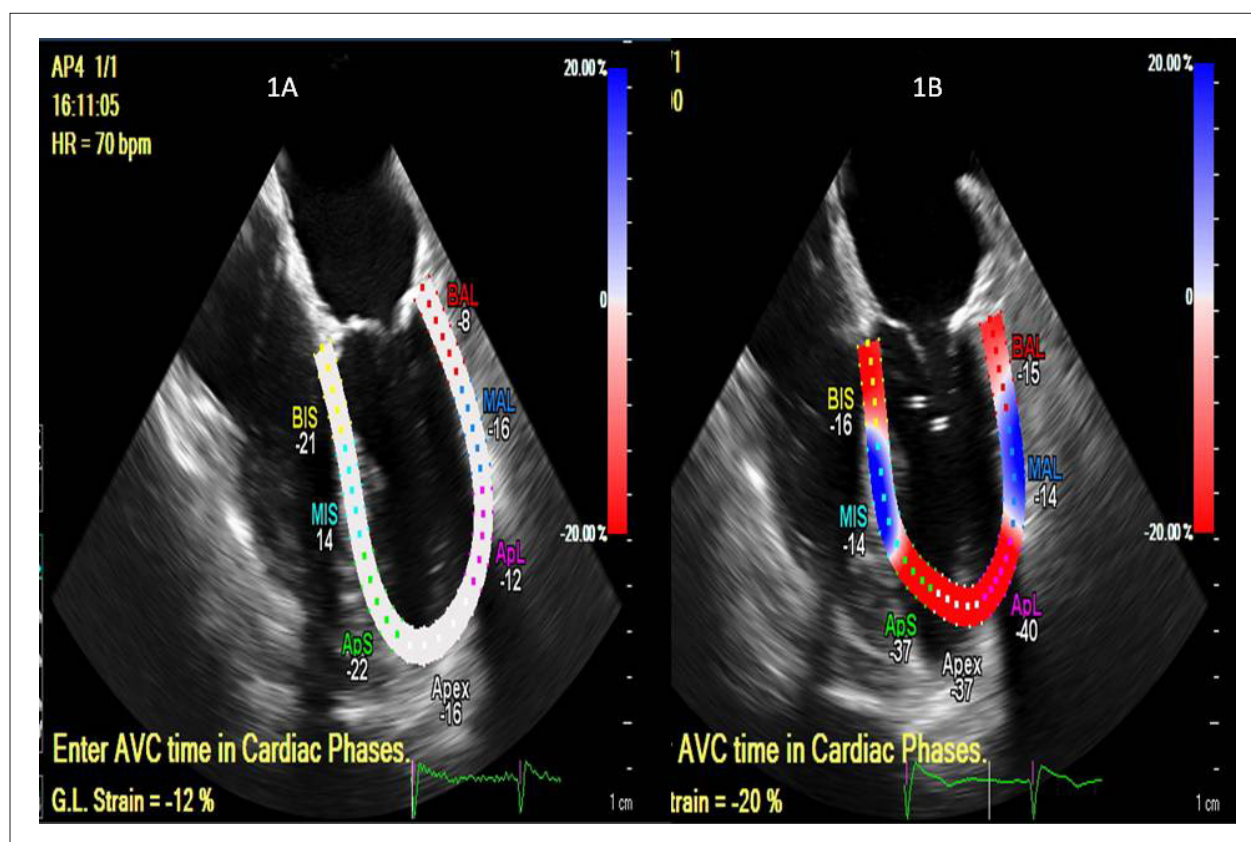 AP4 1/1
16:11:05
HR = 70 bpm
1A
20.00%
0
-20.00%
BAL
-8
MAL
-16
BIS
-21
MIS
14
ApL
-12
ApS
-22
Apex
-16
Enter AVC time in Cardiac Phases.
G.L. Strain = -12 %
1 cm
1B
20.00%
0
-20.00%
BAL
-15
BIS
-16
MAL
-14
MIS
-14
ApL
-40
ApS
-37
Apex
-37
AVC time in Cardiac Phases.
train = -20 %
1 cm